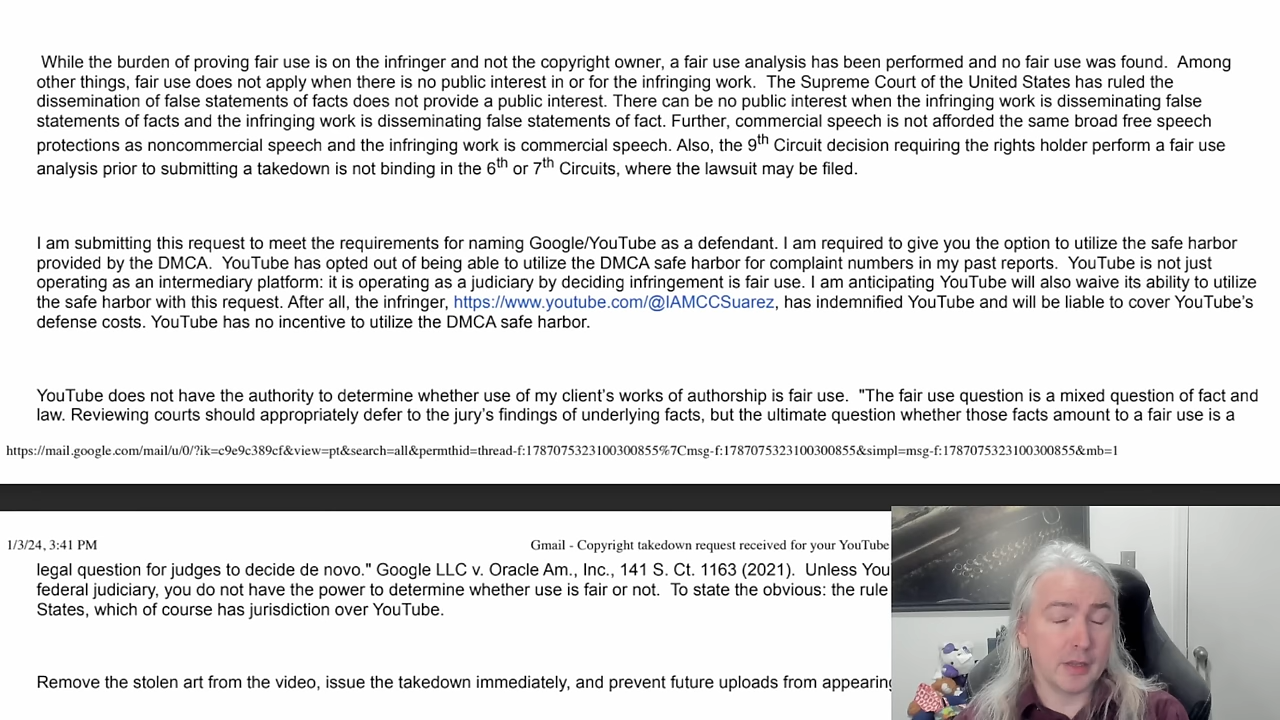 While the burden of proving fair use is on the infringer and not the copyright owner, a fair use analysis has been performed and no fair use was found.  Among
other things, fair use does not apply when there is no public interest in or for the infringing work.  The Supreme Court of the United States has ruled the
dissemination of false statements of facts does not provide a public interest. There can be no public interest when the infringing work is disseminating false
statements of facts and the infringing work is disseminating false statements of fact. Further, commercial speech is not afforded the same broad free speech
protections as noncommercial speech and the infringing work is commercial speech. Also, the 9th Circuit decision requiring the rights holder perform a fair use
analysis prior to submitting a takedown is not binding in the 6th or 7th Circuits, where the lawsuit may be filed.
I am submitting this request to meet the requirements for naming Google/YouTube as a defendant. I am required to give you the option to utilize the safe harbor
provided by the DMCA.  YouTube has opted out of being able to utilize the DMCA safe harbor for complaint numbers in my past reports.  YouTube is not just
operating as an intermediary platform: it is operating as a judiciary by deciding infringement is fair use. I am anticipating YouTube will also waive its ability to utilize
the safe harbor with this request. After all, the infringer, https://www.youtube.com/@IAMCCSuarez, has indemnified YouTube and will be liable to cover YouTube's
defense costs. YouTube has no incentive to utilize the DMCA safe harbor.
YouTube does not have the authority to determine whether use of my client's works of authorship is fair use.  "The fair use question is a mixed question of fact and
law. Reviewing courts should appropriately defer to the jury's findings of underlying facts, but the ultimate question whether those facts amount to a fair use is a
https://mail.google.com/mail/u/0/?ik=c9e9c389cf&view=pt&search=all&permthid=thread-f:1787075323100300855%7Cmsg-f:1787075323100300855&simpl=msg-f:1787075323100300855&mb=1
1/3/24, 3:41 PM
Gmail - Copyright takedown request received for your YouTube
legal question for judges to decide de novo." Google LLC v. Oracle Am., Inc., 141 S. Ct. 1163 (2021).  Unless You
federal judiciary, you do not have the power to determine whether use is fair or not.  To state the obvious: the rule
States, which of course has jurisdiction over YouTube.
Remove the stolen art from the video, issue the takedown immediately, and prevent future uploads from appearing